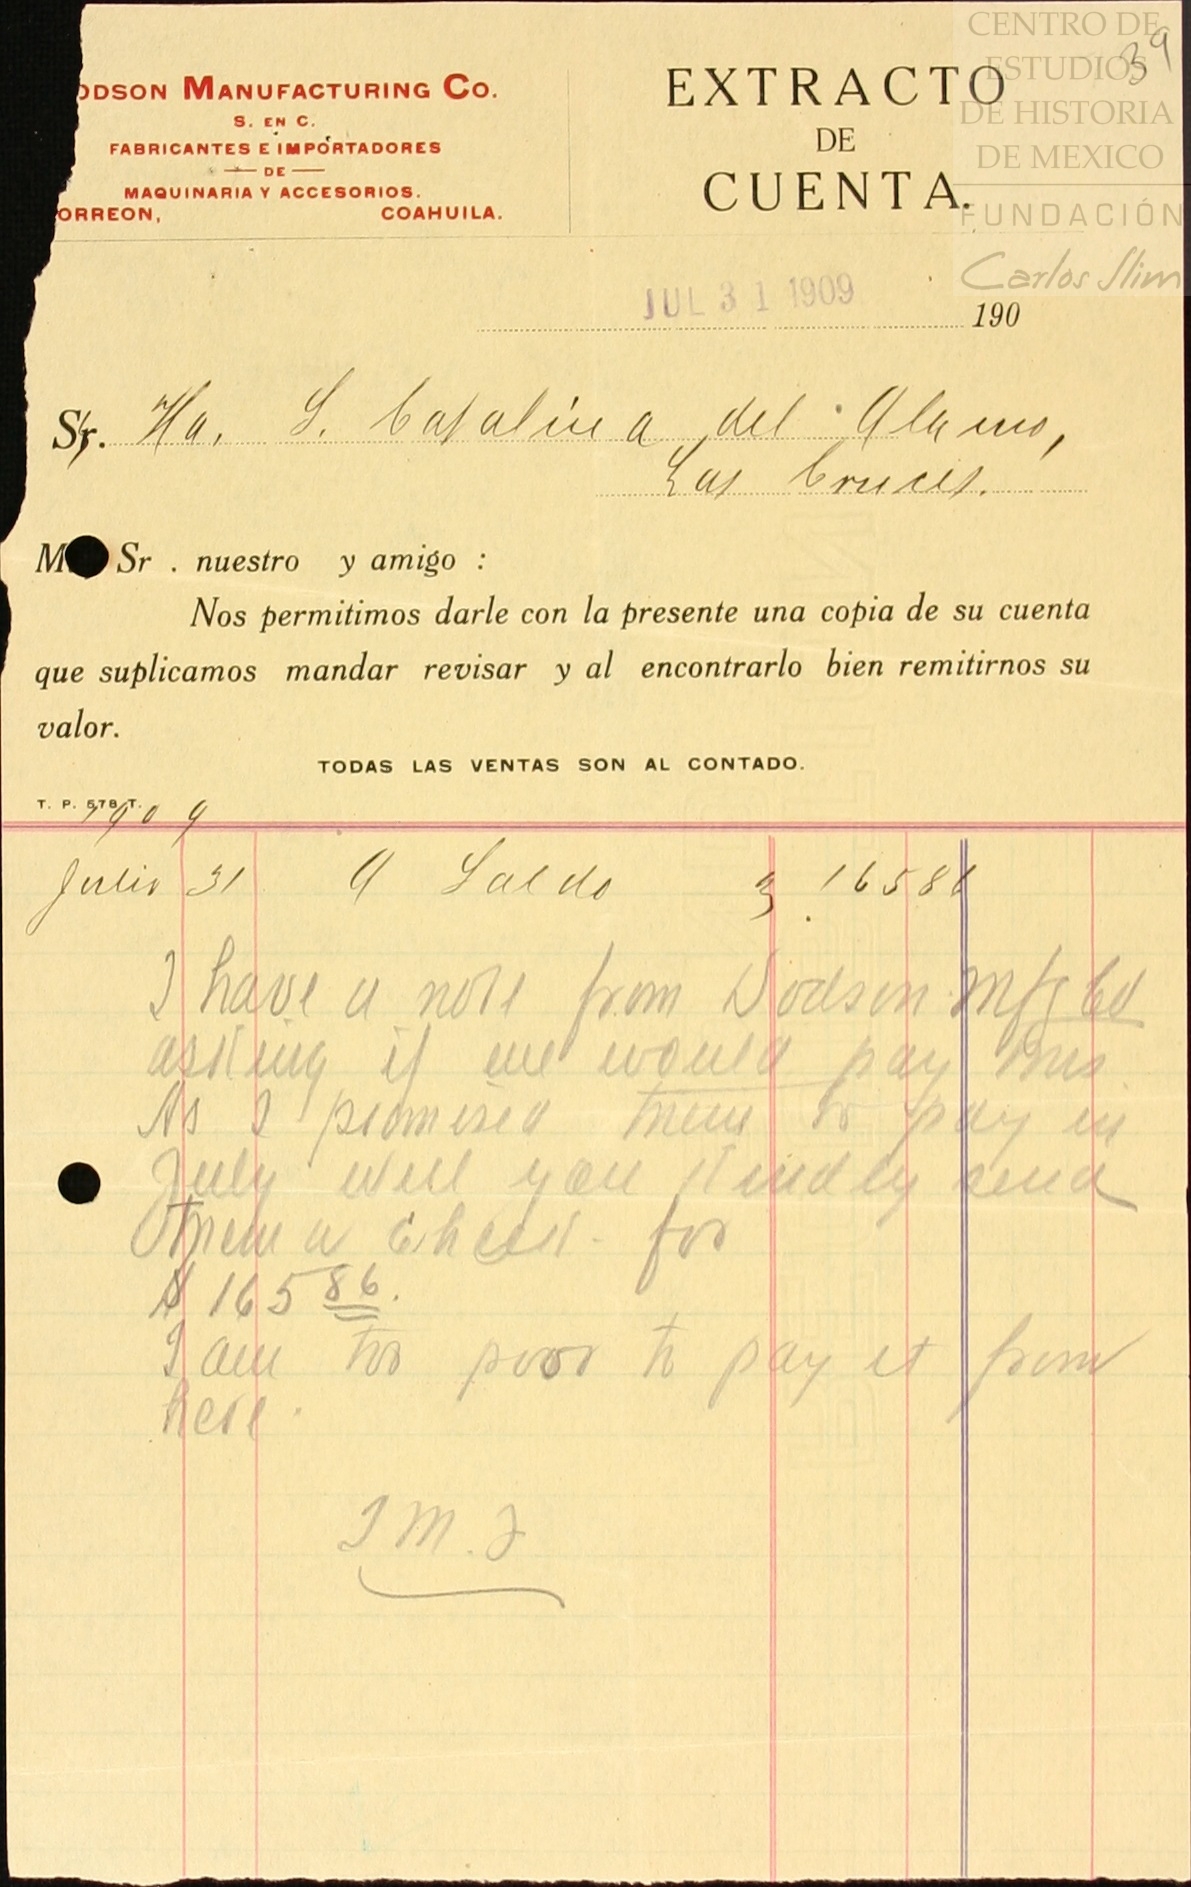 CENTRO DE
ESTUDIOS
DE HISTORIA
DE MEXICO
FUNDACIÓN
Carlos Slim
39
ODSON MANUFACTURING CO.
S. EN C.
FABRICANTES E IMPORTADORES
DE
MAQUINARIA Y ACCESORIOS.
ORREON, COAHUILA.
EXTRACTO
DE
CUENTA.
JUL 31 1909
190
Sr. Ha. S. Catalina del Alamo,
Las Cruces.
M Sr . nuestro y amigo :
Nos permitimos darle con la presente una copia de su cuenta
que suplicamos mandar revisar y al encontrarlo bien remitirnos su
valor.
TODAS LAS VENTAS SON AL CONTADO.
T. P. 578 T.
1909
Julio 31 A Saldo 165 86
I have a note from Dodson Mfg Co
asking if we would pay this.
As I promised them to pay in
July will you kindly send
them a check for
$ 165 86.
I am too poor to pay it from
here.